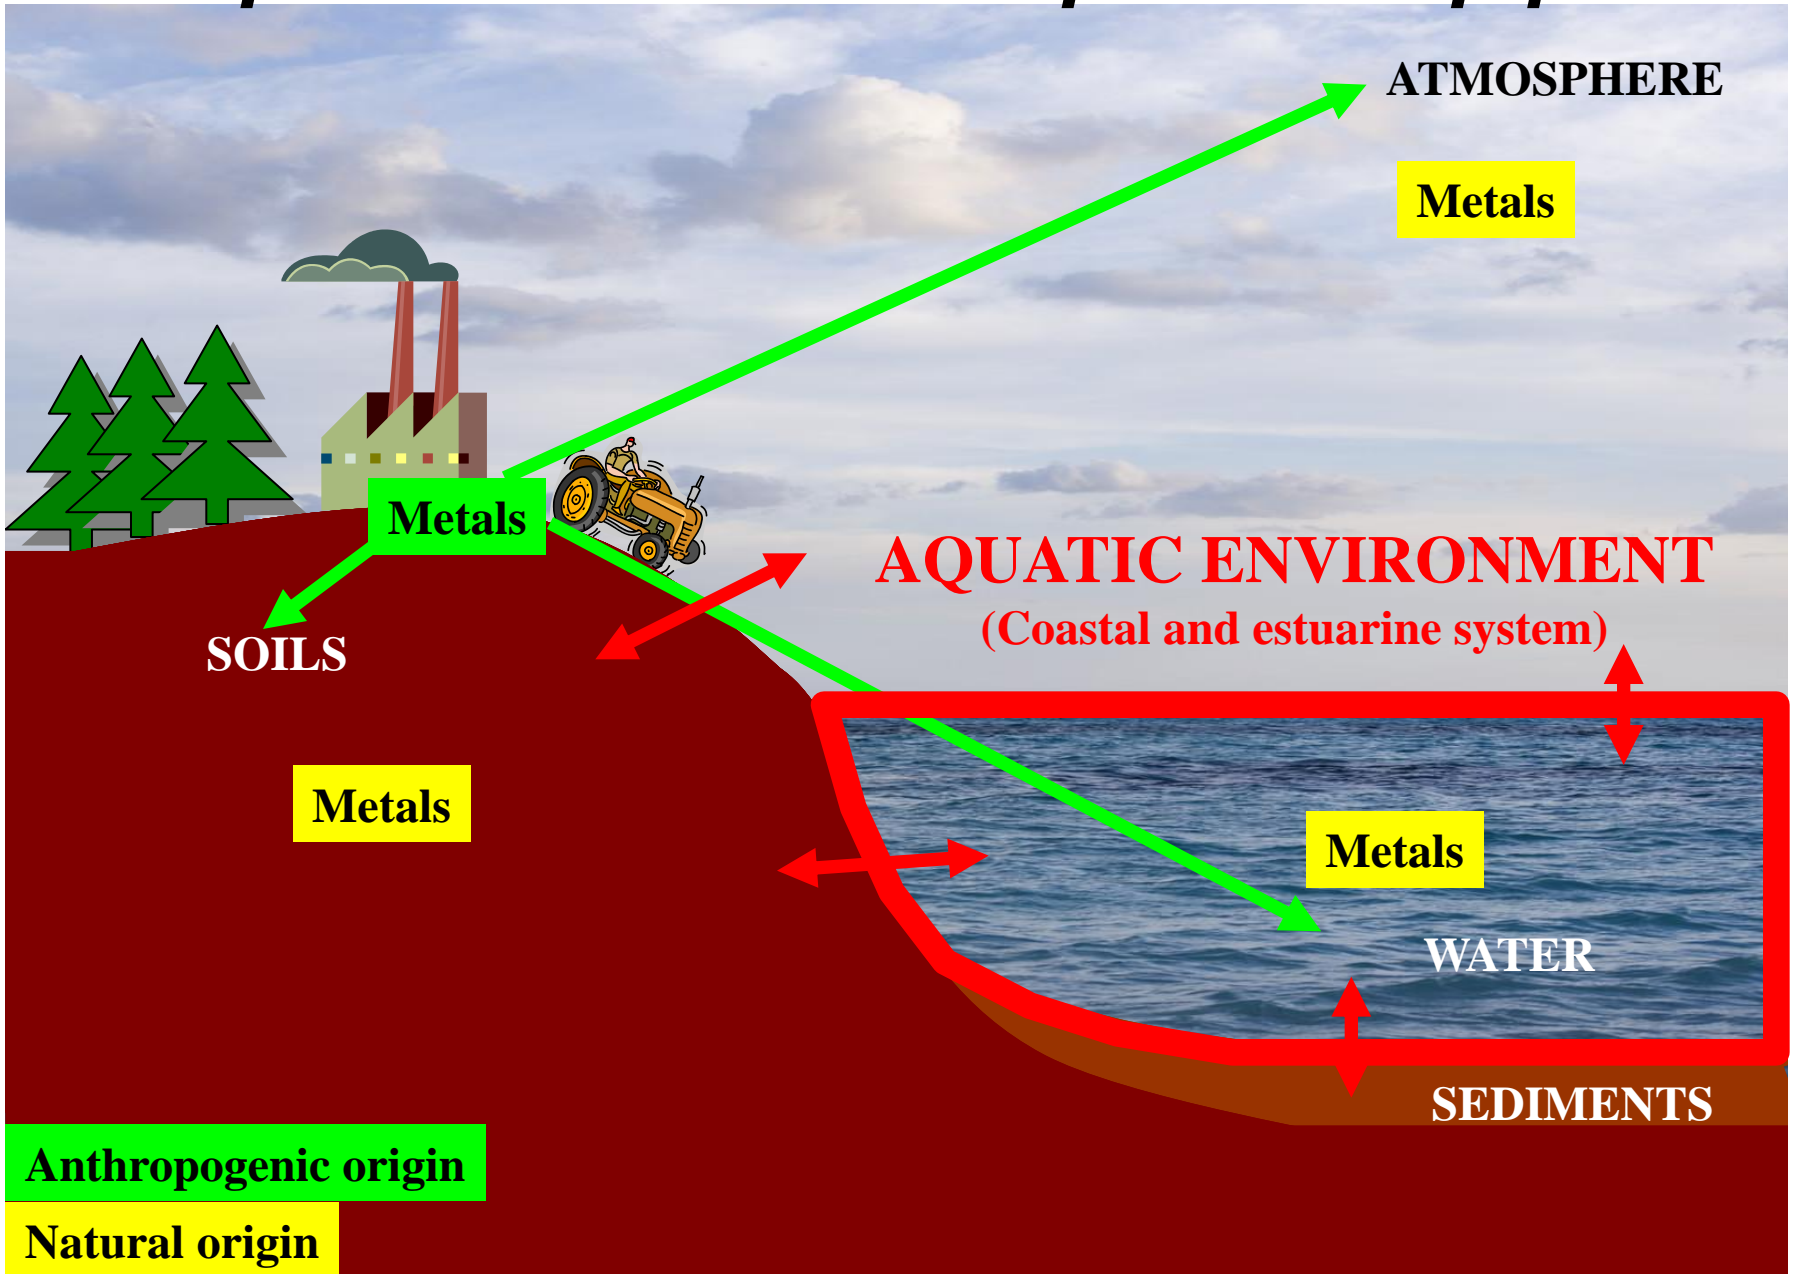 ATMOSPHERE
Metals
Metals
AQUATIC ENVIRONMENT
(Coastal and estuarine system)
SOILS
Metals
Metals
WATER
SEDIMENTS
Anthropogenic origin
Natural origin